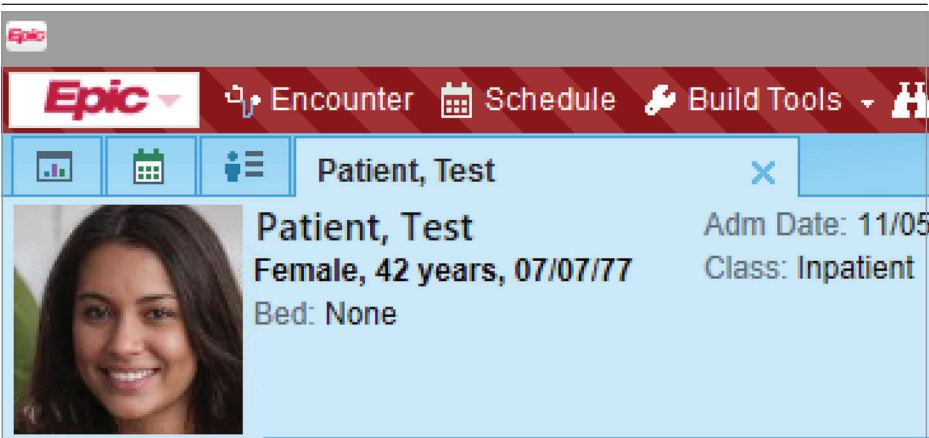 Epic
Epic Encounter Schedule Build Tools
Patient, Test
Patient, Test Adm Date: 11/05
Female, 42 years, 07/07/77 Class: Inpatient
Bed: None